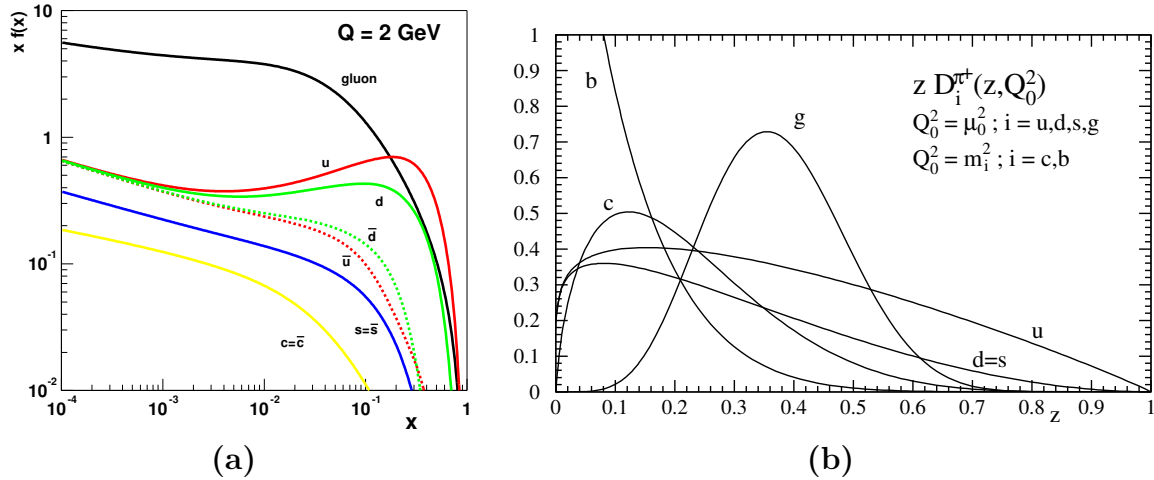 x f(x)
Q = 2 GeV
10
1
10⁻¹
10⁻²
gluon
u
d
d̅
u̅
s=s̅
c=c̅
10⁻⁴ 10⁻³ 10⁻² 10⁻¹ 1
x
(a)
z D_i^{π+}(z,Q_0^2)
Q_0^2 = μ_0^2 ; i = u,d,s,g
Q_0^2 = m_i^2 ; i = c,b
1
0.9
0.8
0.7
0.6
0.5
0.4
0.3
0.2
0.1
0
b
g
c
u
d=s
0 0.1 0.2 0.3 0.4 0.5 0.6 0.7 0.8 0.9 1
z
(b)